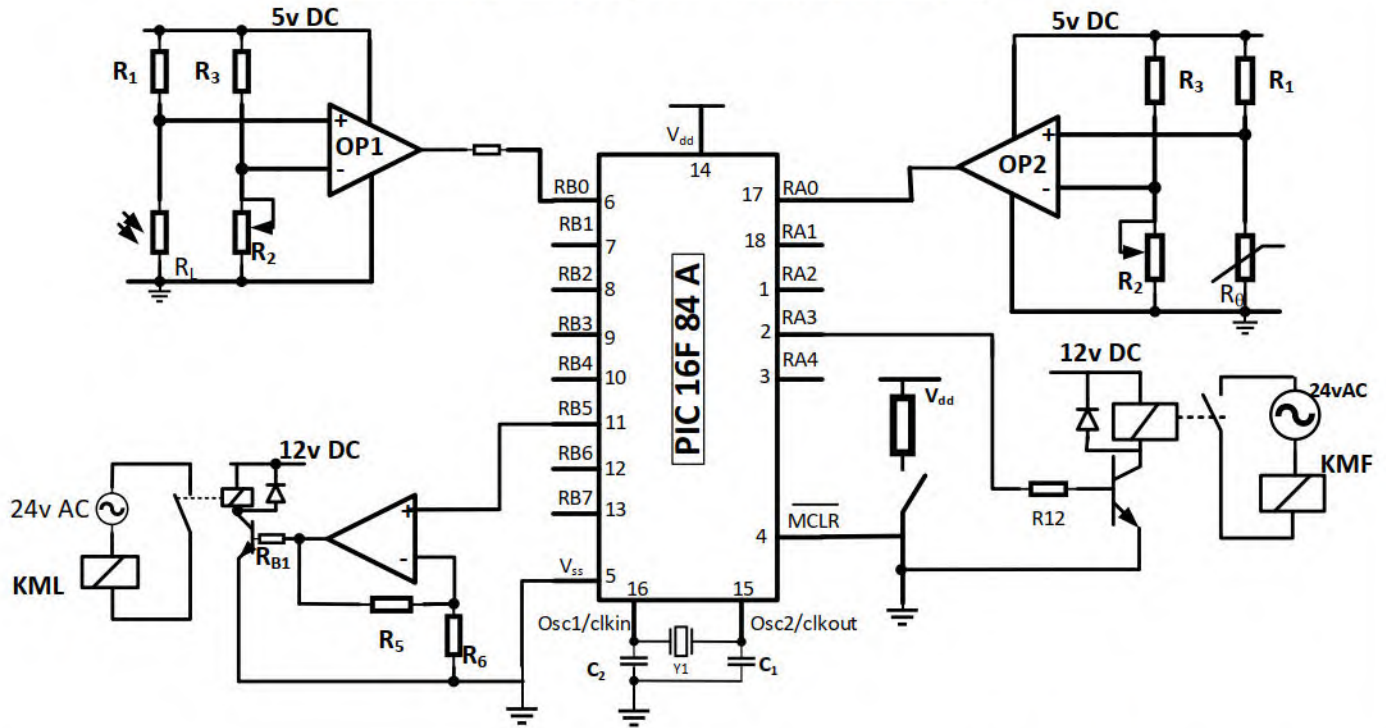 5v DC
R1
R3
+
OP1
-
R2
RL
5v DC
R3
R1
+
OP2
-
R2
Rθ
Vdd
14
RB0
6
RB1
7
RB2
8
RB3
9
RB4
10
RB5
11
RB6
12
RB7
13
Vss
5
PIC 16F 84 A
17
RA0
18
RA1
1
RA2
2
RA3
3
RA4
4
MCLR
16
15
Osc1/clkin
Osc2/clkout
C2
Y1
C1
Vdd
12v DC
24vAC
KMF
R12
12v DC
24v AC
KML
RB1
+
-
R5
R6